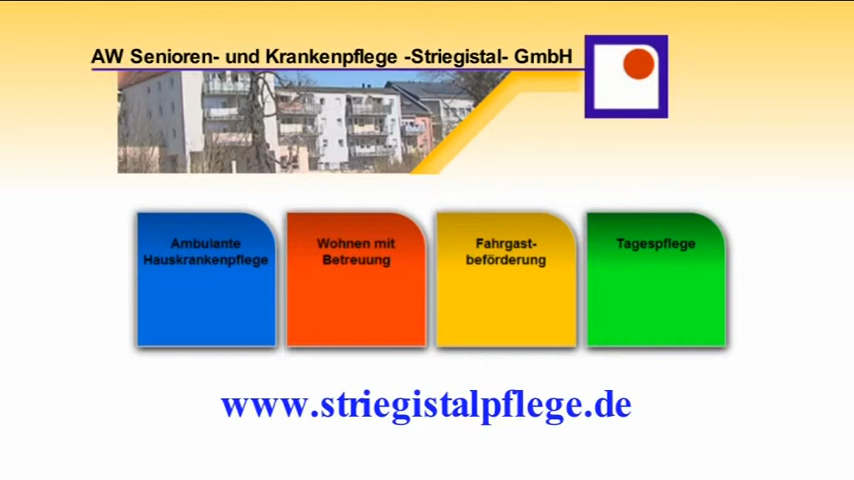 AW Senioren- und Krankenpflege -Striegistal- GmbH
Ambulante
Hauskrankenpflege
Wohnen mit
Betreuung
Fahrgast-
beförderung
Tagespflege
www.striegistalpflege.de